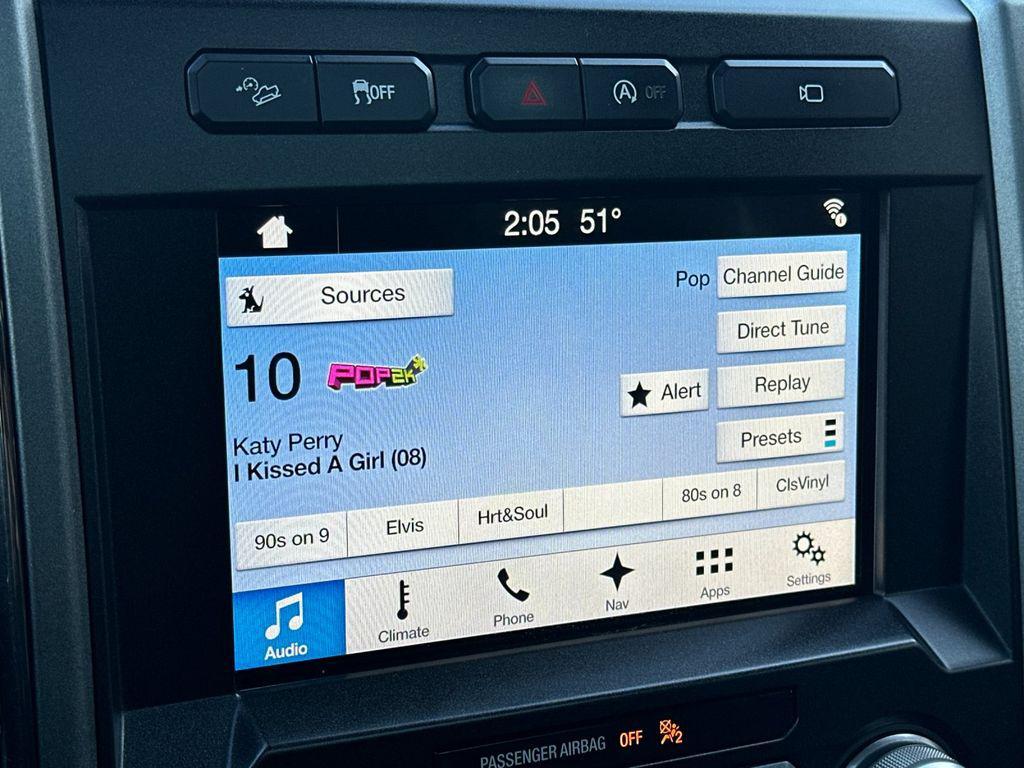 OFF
A OFF
2:05 51°
Sources
Pop
Channel Guide
Direct Tune
10 POP2K
Alert
Replay
Presets
Katy Perry
I Kissed A Girl (08)
90s on 9
Elvis
Hrt&Soul
80s on 8
ClsVinyl
Audio
Climate
Phone
Nav
Apps
Settings
PASSENGER AIRBAG OFF 2